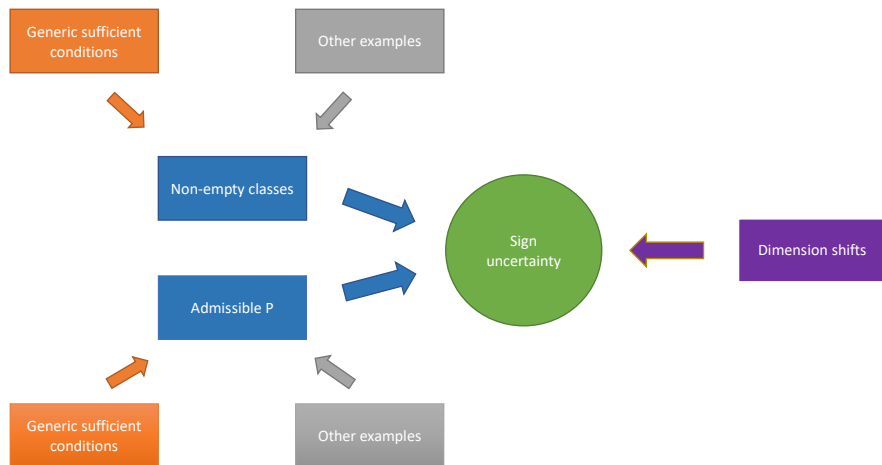 Generic sufficient
conditions
Other examples
Non-empty classes
Sign
uncertainty
Dimension shifts
Admissible P
Generic sufficient
conditions
Other examples